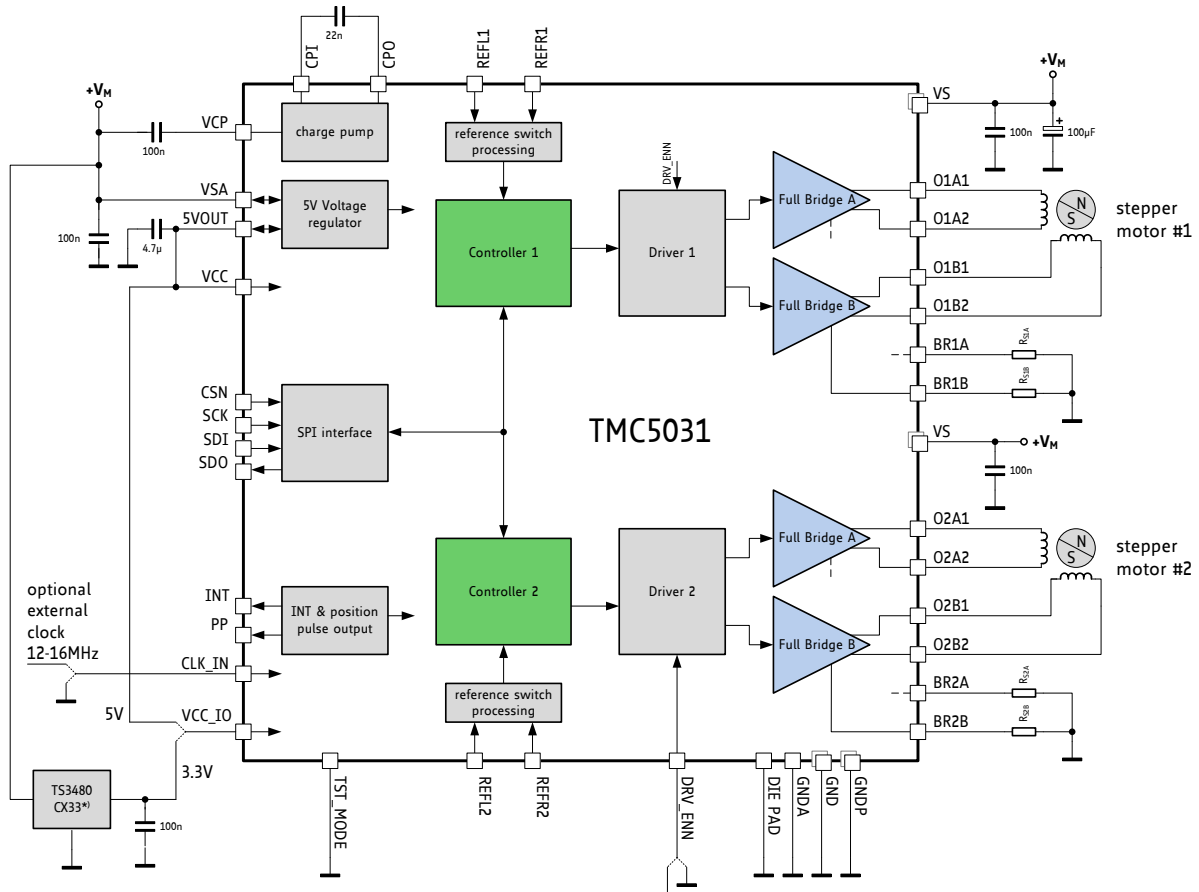 22n
CPI
CPO
REFL1
REFR1
+VM
+VM
VS
VCP
100n
charge pump
reference switch
processing
100n
100µF
+
DRV_ENN
VSA
5V Voltage
regulator
5VOUT
100n
4.7µ
VCC
Controller 1
Driver 1
Full Bridge A
Full Bridge B
O1A1
O1A2
O1B1
O1B2
N
S
stepper
motor #1
BR1A
RS1A
BR1B
RS1B
CSN
SCK
SDI
SDO
SPI interface
TMC5031
VS
+VM
100n
Controller 2
Driver 2
Full Bridge A
Full Bridge B
O2A1
O2A2
O2B1
O2B2
N
S
stepper
motor #2
BR2A
RS2A
BR2B
RS2B
INT
PP
INT & position
pulse output
optional
external
clock
12-16MHz
CLK_IN
reference switch
processing
5V
VCC_IO
3.3V
TS3480
CX33*)
100n
TST_MODE
REFL2
REFR2
DRV_ENN
DIE PAD
GNDA
GND
GNDP